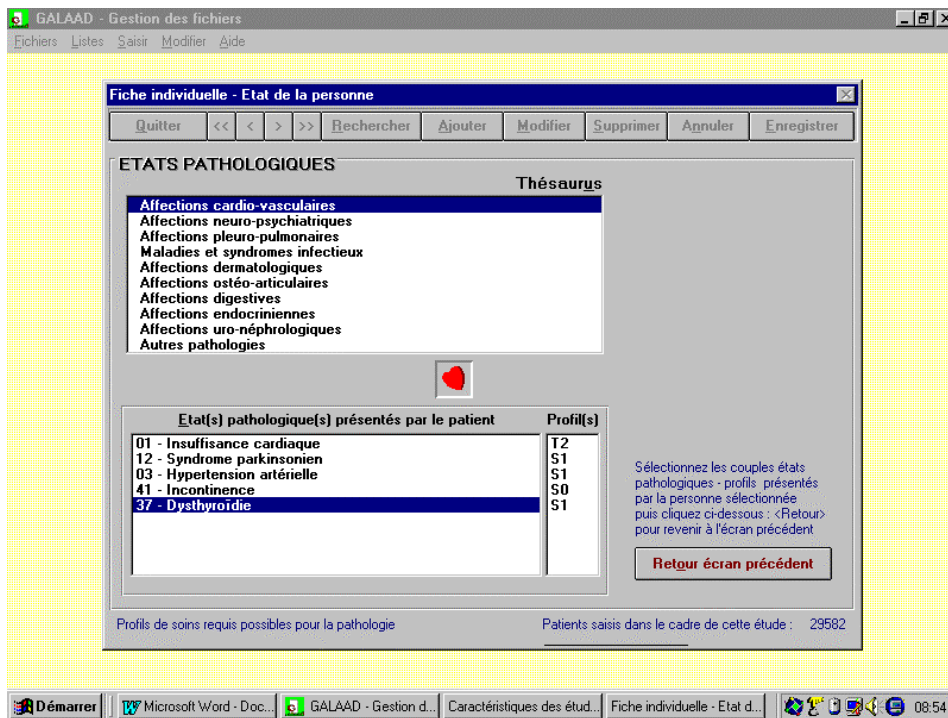 GALAAD - Gestion des fichiers
Fichiers Listes Saisir Modifier Aide
Fiche individuelle - Etat de la personne
Quitter << < > >> Rechercher Ajouter Modifier Supprimer Annuler Enregistrer
ETATS PATHOLOGIQUES
Thésaurus
Affections cardio-vasculaires
Affections neuro-psychiatriques
Affections pleuro-pulmonaires
Maladies et syndromes infectieux
Affections dermatologiques
Affections ostéo-articulaires
Affections digestives
Affections endocriniennes
Affections uro-néphrologiques
Autres pathologies
Etat(s) pathologique(s) présentés par le patient Profil(s)
01 - Insuffisance cardiaque T2
12 - Syndrome parkinsonien S1
03 - Hypertension artérielle S1
41 - Incontinence S0
37 - Dysthyroïdie S1
Sélectionnez les couples états
pathologiques - profils présentés
par la personne sélectionnée
puis cliquez ci-dessous : <Retour>
pour revenir à l'écran précédent
Retour écran précédent
Profils de soins requis possibles pour la pathologie Patients saisis dans le cadre de cette étude : 29582
Démarrer Microsoft Word - Doc... GALAAD - Gestion d... Caractéristiques des étud... Fiche individuelle - Etat d... 08:54